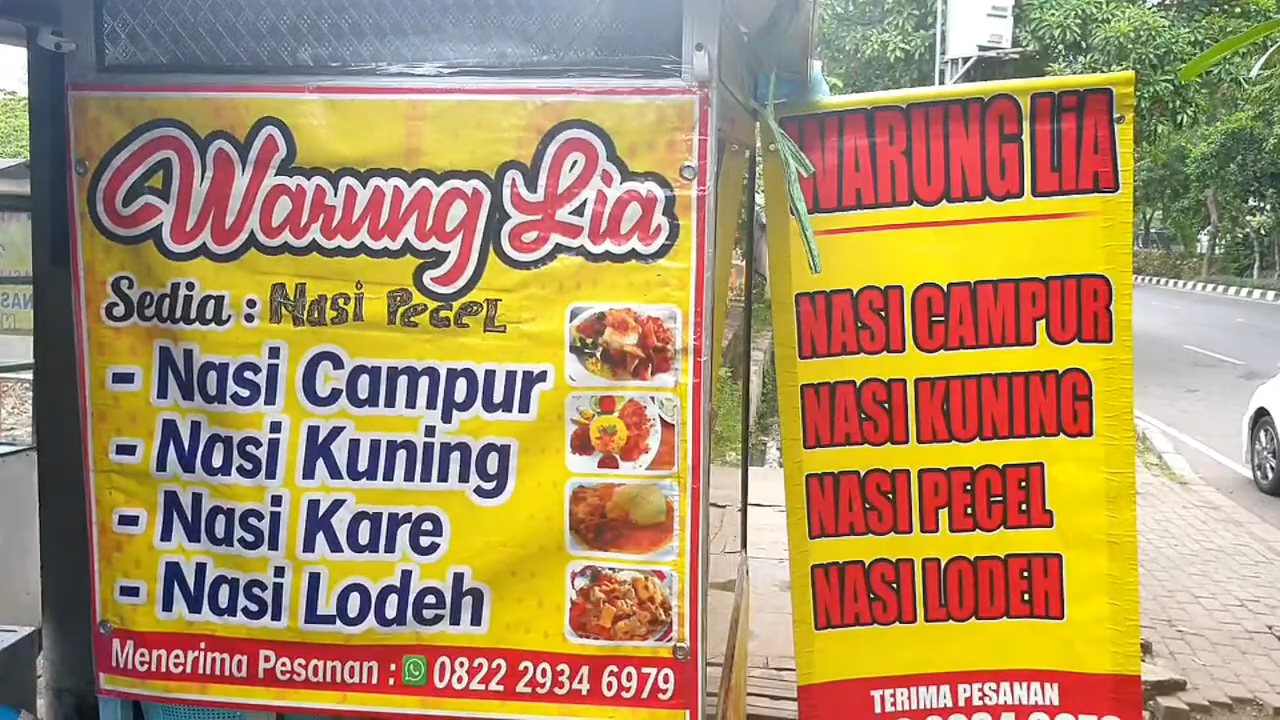 Warung Lia
Sedia : Nasi Pecel
- Nasi Campur
- Nasi Kuning
- Nasi Kare
- Nasi Lodeh
Menerima Pesanan : 0822 2934 6979
WARUNG LiA
NASI CAMPUR
NASI KUNING
NASI PECEL
NASI LODEH
TERIMA PESANAN